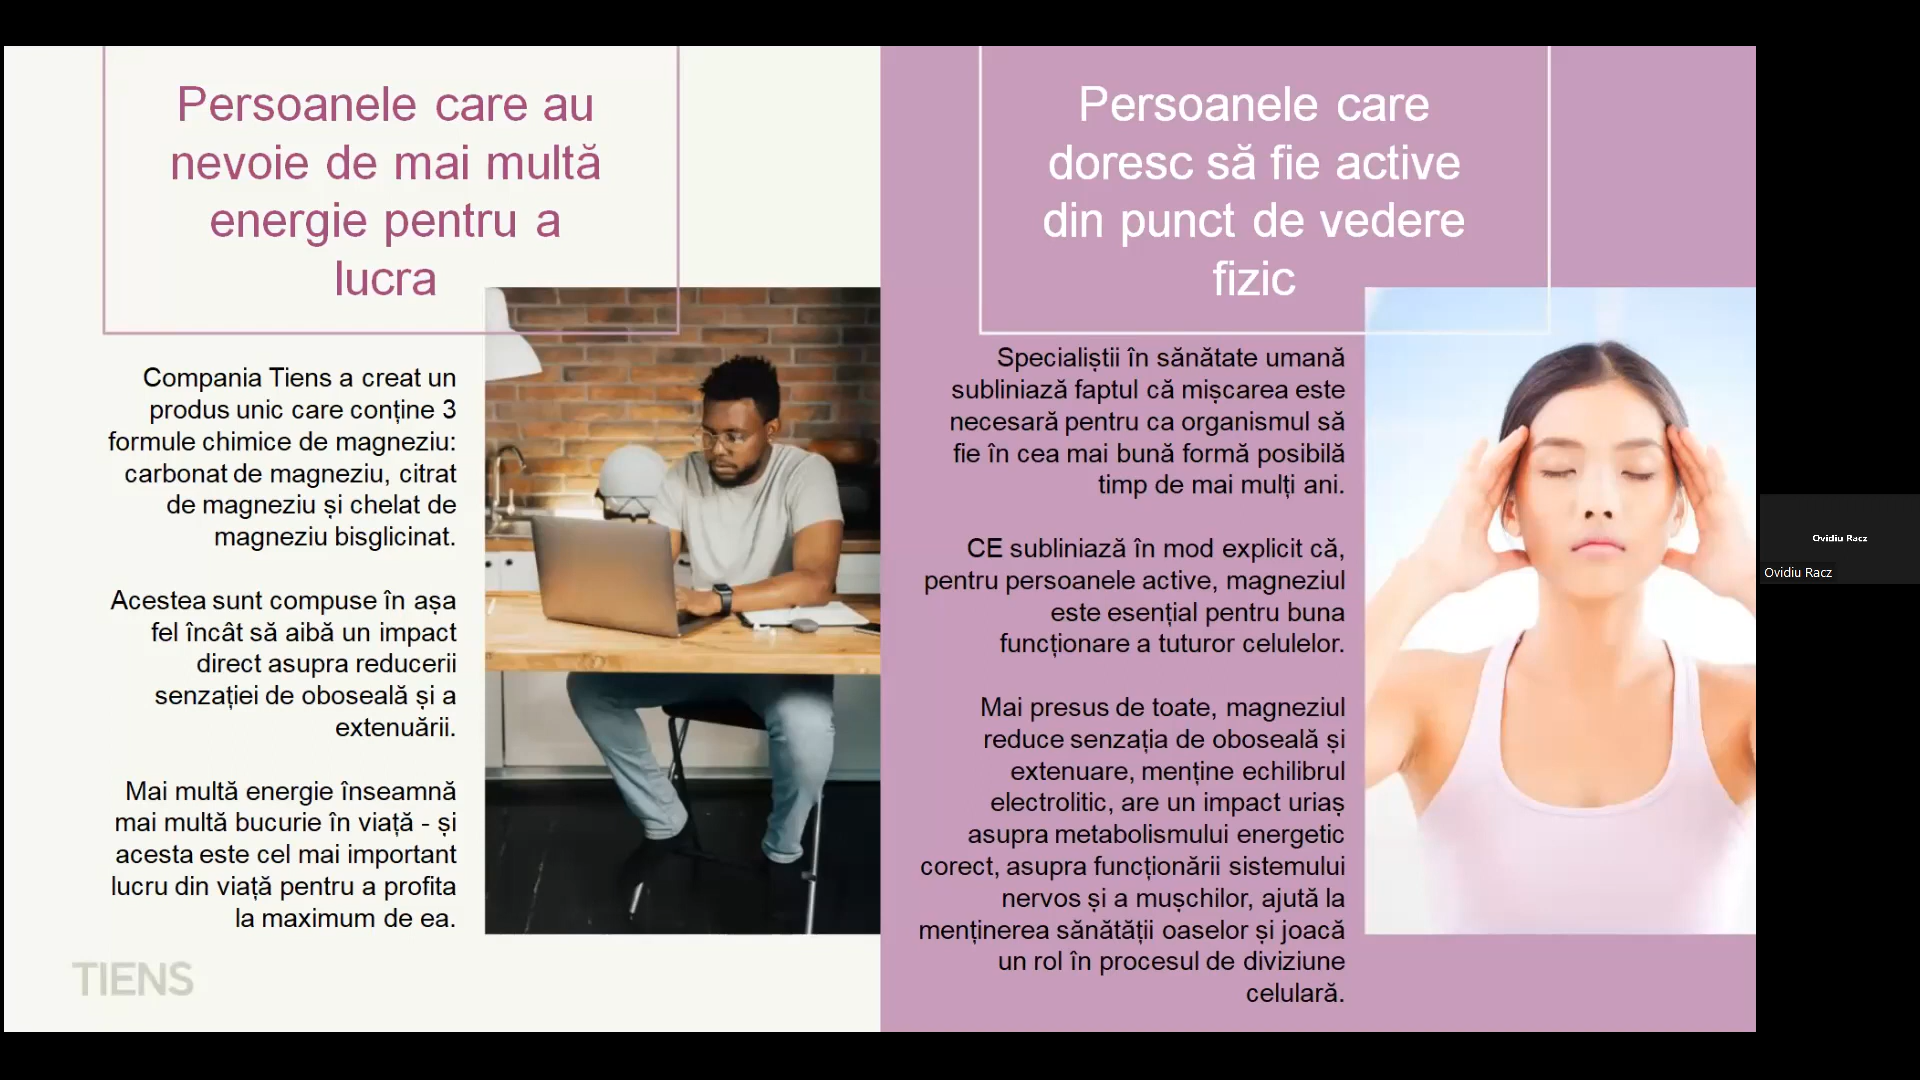 Persoanele care au
nevoie de mai multă
energie pentru a
lucra
Compania Tiens a creat un
produs unic care conține 3
formule chimice de magneziu:
carbonat de magneziu, citrat
de magneziu și chelat de
magneziu bisglicinat.
Acestea sunt compuse în așa
fel încât să aibă un impact
direct asupra reducerii
senzației de oboseală și a
extenuării.
Mai multă energie înseamnă
mai multă bucurie în viață - și
acesta este cel mai important
lucru din viață pentru a profita
la maximum de ea.
TIENS
Persoanele care
doresc să fie active
din punct de vedere
fizic
Specialiștii în sănătate umană
subliniază faptul că mișcarea este
necesară pentru ca organismul să
fie în cea mai bună formă posibilă
timp de mai mulți ani.
CE subliniază în mod explicit că,
pentru persoanele active, magneziul
este esențial pentru buna
funcționare a tuturor celulelor.
Mai presus de toate, magneziul
reduce senzația de oboseală și
extenuare, menține echilibrul
electrolitic, are un impact uriaș
asupra metabolismului energetic
corect, asupra funcționării sistemului
nervos și a mușchilor, ajută la
menținerea sănătății oaselor și joacă
un rol în procesul de diviziune
celulară.
Ovidiu Racz
Ovidiu Racz